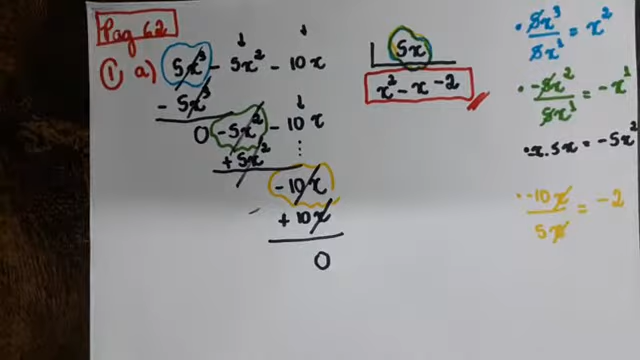 Pag 62
① a) 5x³ - 5x² - 10x | 5x
- 5x³ x² - x - 2
0 - 5x² - 10x
+ 5x²
- 10x
+ 10x
0
• 5x³ / 5x¹ = x²
• -5x² / 5x¹ = -x¹
• x.5x = -5x²
• -10x / 5x = -2